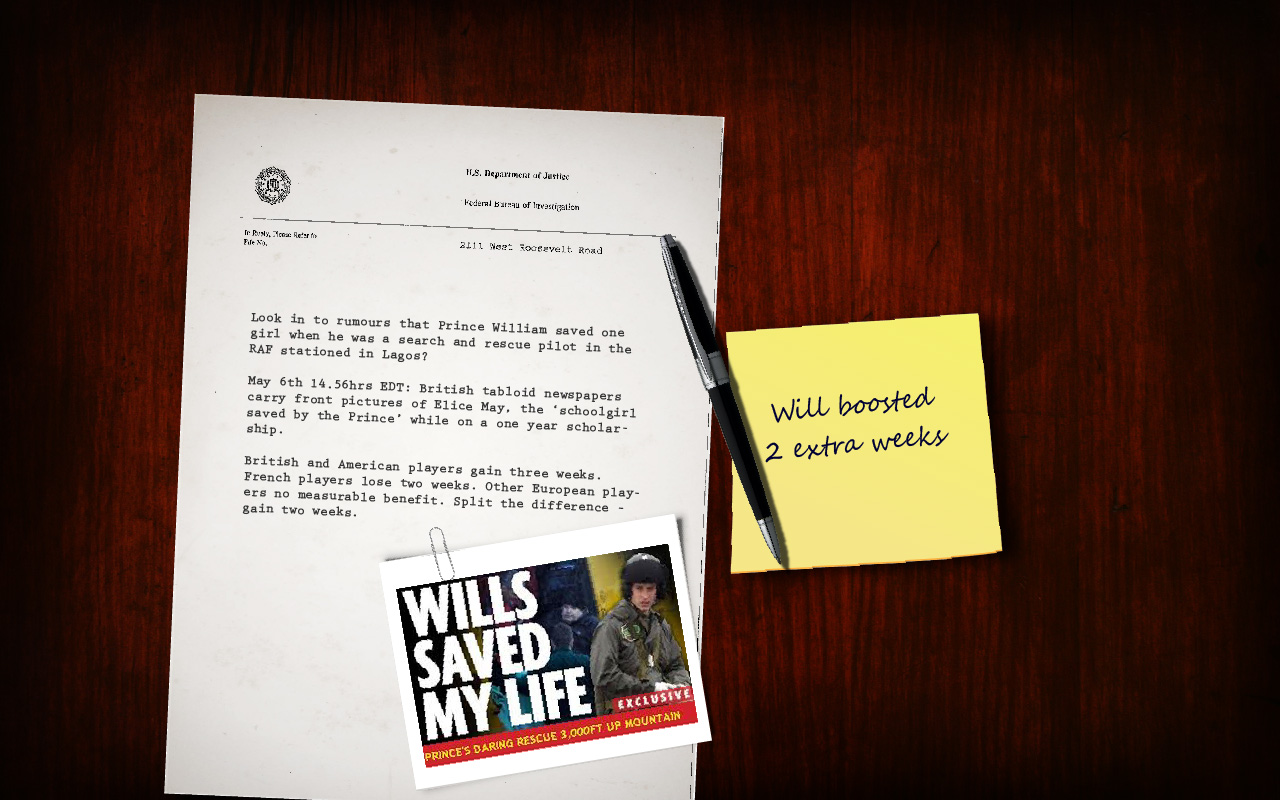 U.S. Department of Justice
Federal Bureau of Investigation
In Reply, Please Refer to
File No.
2111 West Roosevelt Road
Look in to rumours that Prince William saved one
girl when he was a search and rescue pilot in the
RAF stationed in Lagos?
May 6th 14.56hrs EDT: British tabloid newspapers
carry front pictures of Elice May, the 'schoolgirl
saved by the Prince' while on a one year scholar-
ship.
British and American players gain three weeks.
French players lose two weeks. Other European play-
ers no measurable benefit. Split the difference -
gain two weeks.
WILLS
SAVED
MY LIFE
EXCLUSIVE
PRINCE'S DARING RESCUE 3,000FT UP MOUNTAIN
Will boosted
2 extra weeks